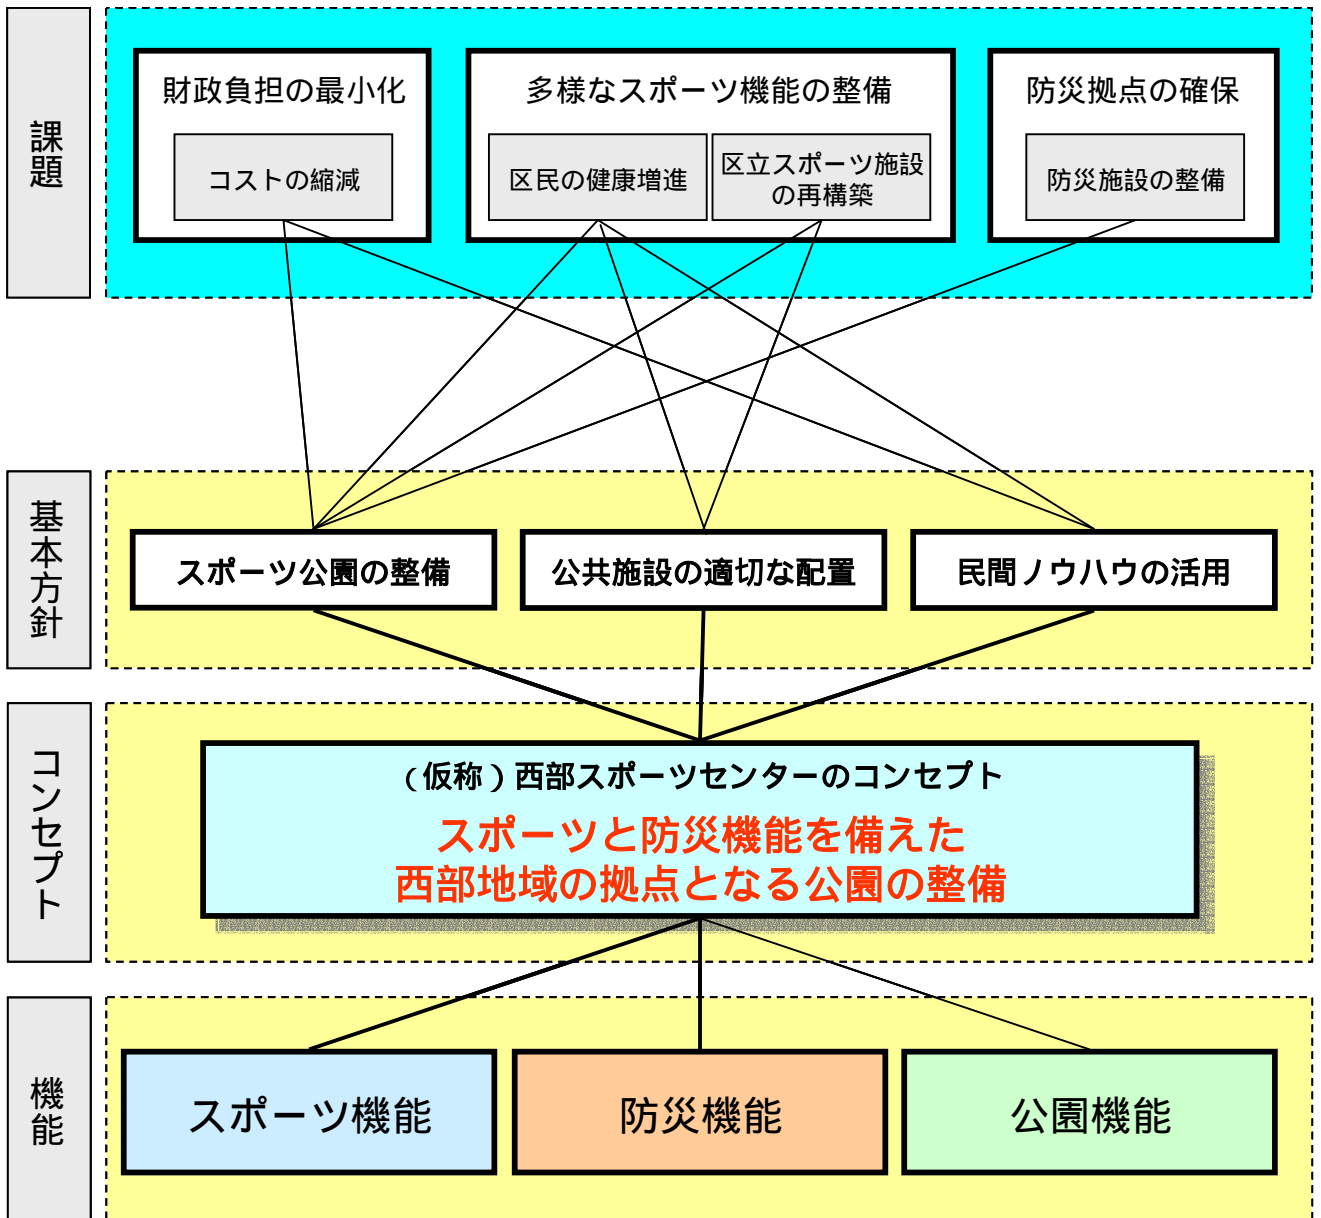 課題
財政負担の最小化
コストの縮減
多様なスポーツ機能の整備
区民の健康増進
区立スポーツ施設
の再構築
防災拠点の確保
防災施設の整備
基本方針
スポーツ公園の整備
公共施設の適切な配置
民間ノウハウの活用
コンセプト
（仮称）西部スポーツセンターのコンセプト
スポーツと防災機能を備えた
西部地域の拠点となる公園の整備
機能
スポーツ機能
防災機能
公園機能